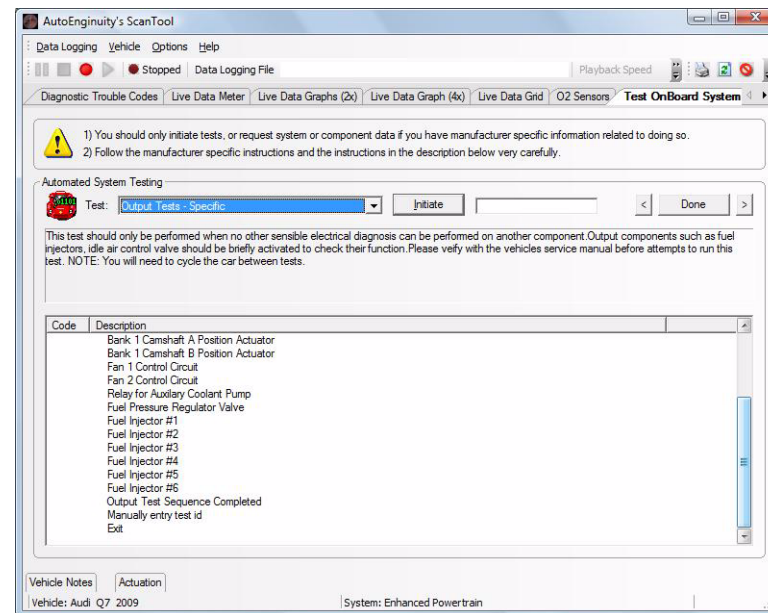 AutoEnginuity's ScanTool
Data Logging Vehicle Options Help
Stopped Data Logging File Playback Speed
Diagnostic Trouble Codes Live Data Meter Live Data Graphs (2x) Live Data Graph (4x) Live Data Grid O2 Sensors Test OnBoard System
1) You should only initiate tests, or request system or component data if you have manufacturer specific information related to doing so.
2) Follow the manufacturer specific instructions and the instructions in the description below very carefully.
Automated System Testing
Test: Output Tests - Specific Initiate < Done >
This test should only be performed when no other sensible electrical diagnosis can be performed on another component.Output components such as fuel
injectors, idle air control valve should be briefly activated to check their function.Please veify with the vehicles service manual before attempts to run this
test. NOTE: You will need to cycle the car between tests.
Code Description
Bank 1 Camshaft A Position Actuator
Bank 1 Camshaft B Position Actuator
Fan 1 Control Circuit
Fan 2 Control Circuit
Relay for Auxilary Coolant Pump
Fuel Pressure Regulator Valve
Fuel Injector #1
Fuel Injector #2
Fuel Injector #3
Fuel Injector #4
Fuel Injector #5
Fuel Injector #6
Output Test Sequence Completed
Manually entry test id
Exit
Vehicle Notes Actuation
Vehicle: Audi Q7 2009 System: Enhanced Powertrain